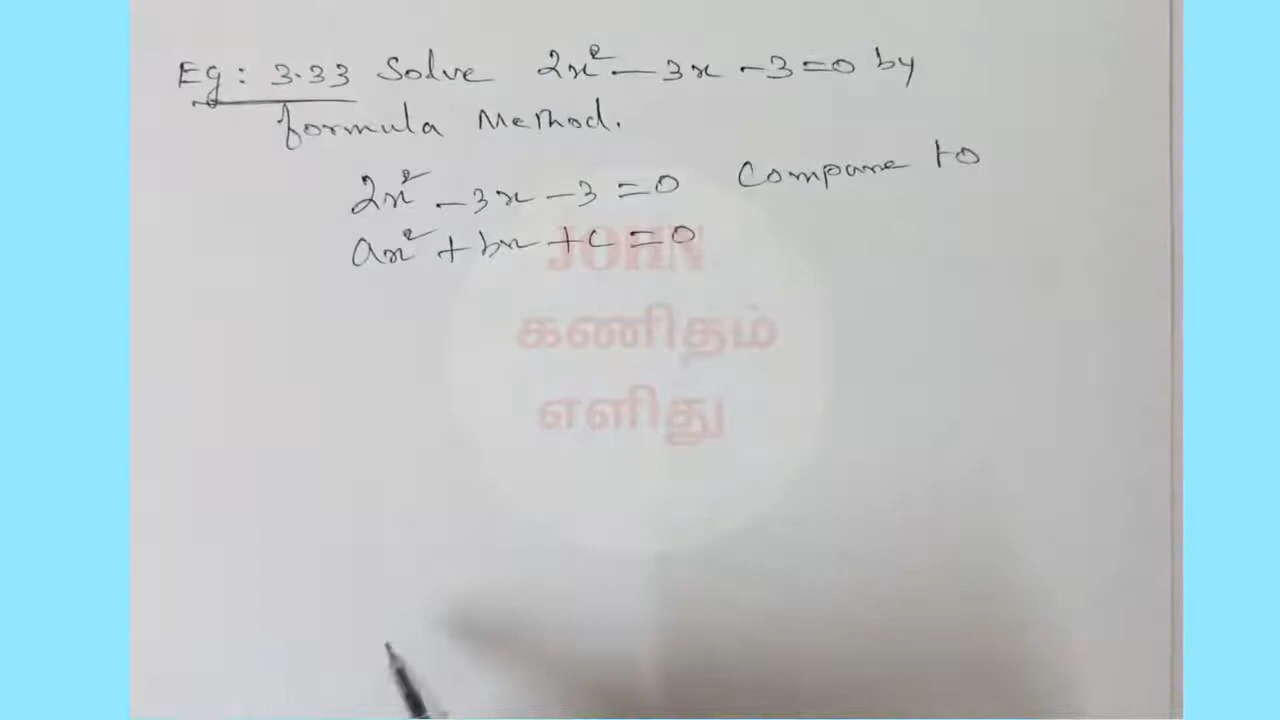 Eg: 3.33 Solve 2x² - 3x - 3 = 0 by
formula Method.
2x² - 3x - 3 = 0 Compare to
ax² + bx + c = 0
JOHN
கணிதம்
எளிது